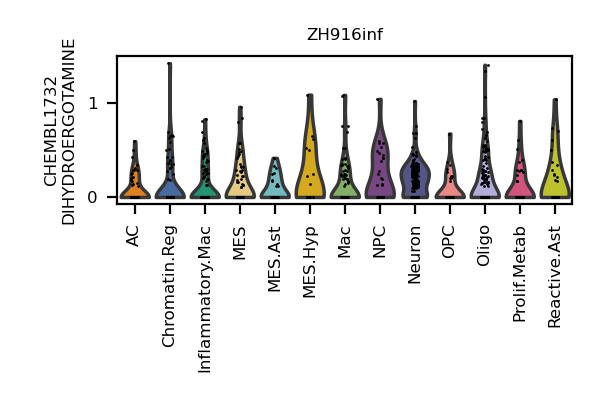 ZH916inf
CHEMBL1732
DIHYDROERGOTAMINE
1
0
AC
Chromatin.Reg
Inflammatory.Mac
MES
MES.Ast
MES.Hyp
Mac
NPC
Neuron
OPC
Oligo
Prolif.Metab
Reactive.Ast